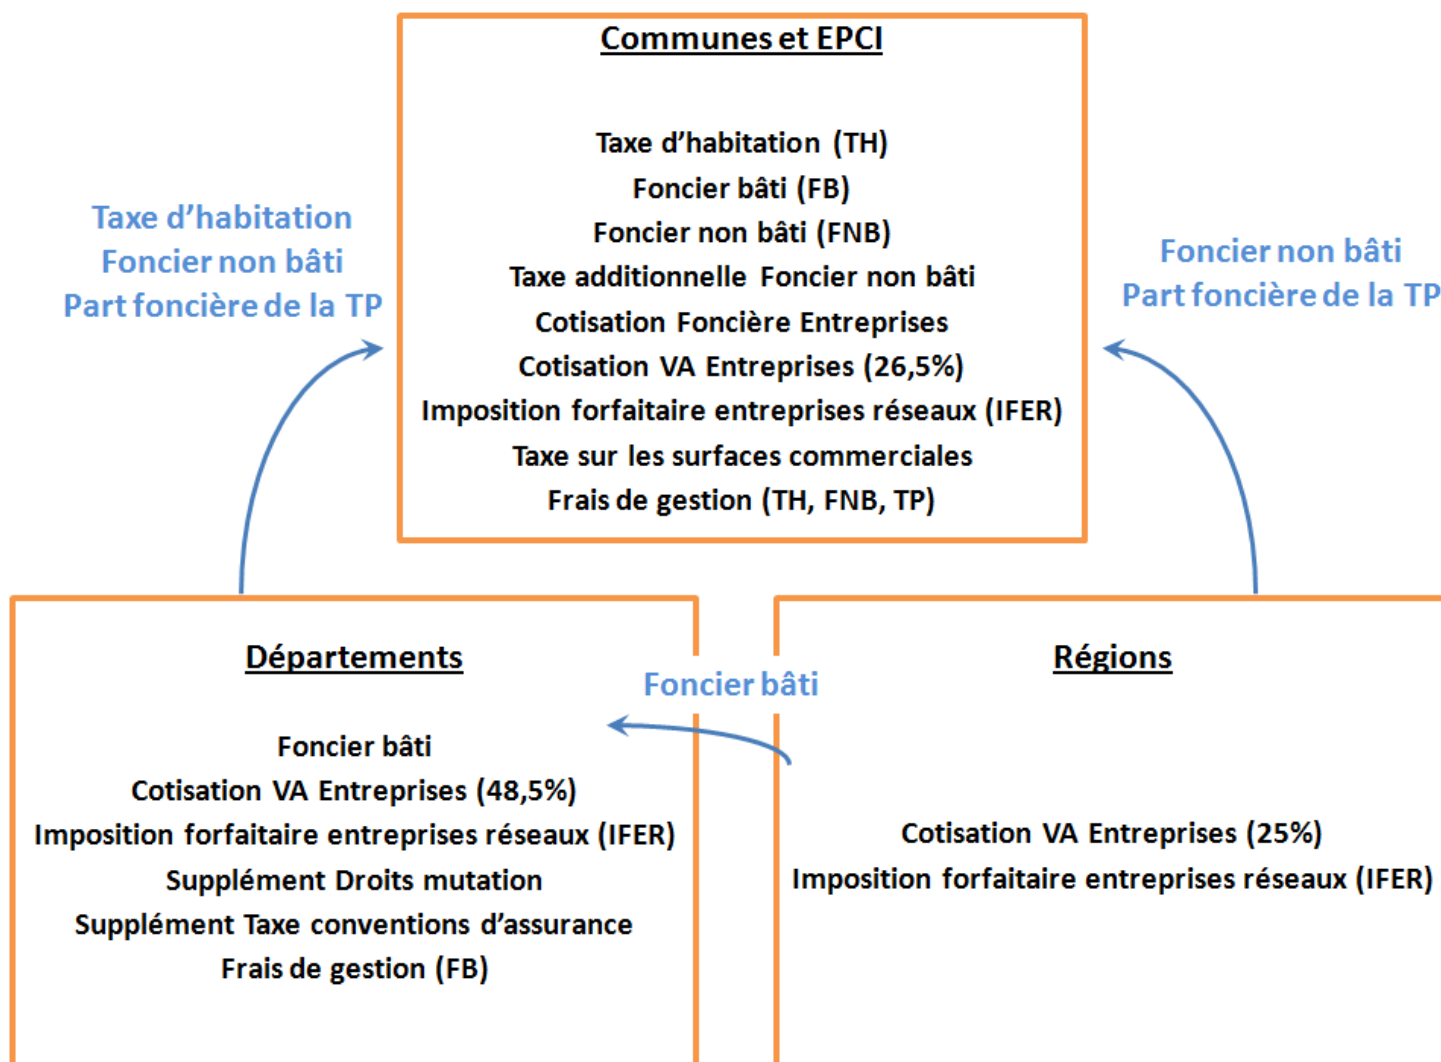 Communes et EPCI
Taxe d'habitation (TH)
Foncier bâti (FB)
Foncier non bâti (FNB)
Taxe additionnelle Foncier non bâti
Cotisation Foncière Entreprises
Cotisation VA Entreprises (26,5%)
Imposition forfaitaire entreprises réseaux (IFER)
Taxe sur les surfaces commerciales
Frais de gestion (TH, FNB, TP)
Taxe d'habitation
Foncier non bâti
Part foncière de la TP
Foncier non bâti
Part foncière de la TP
Départements
Foncier bâti
Cotisation VA Entreprises (48,5%)
Imposition forfaitaire entreprises réseaux (IFER)
Supplément Droits mutation
Supplément Taxe conventions d'assurance
Frais de gestion (FB)
Foncier bâti
Régions
Cotisation VA Entreprises (25%)
Imposition forfaitaire entreprises réseaux (IFER)